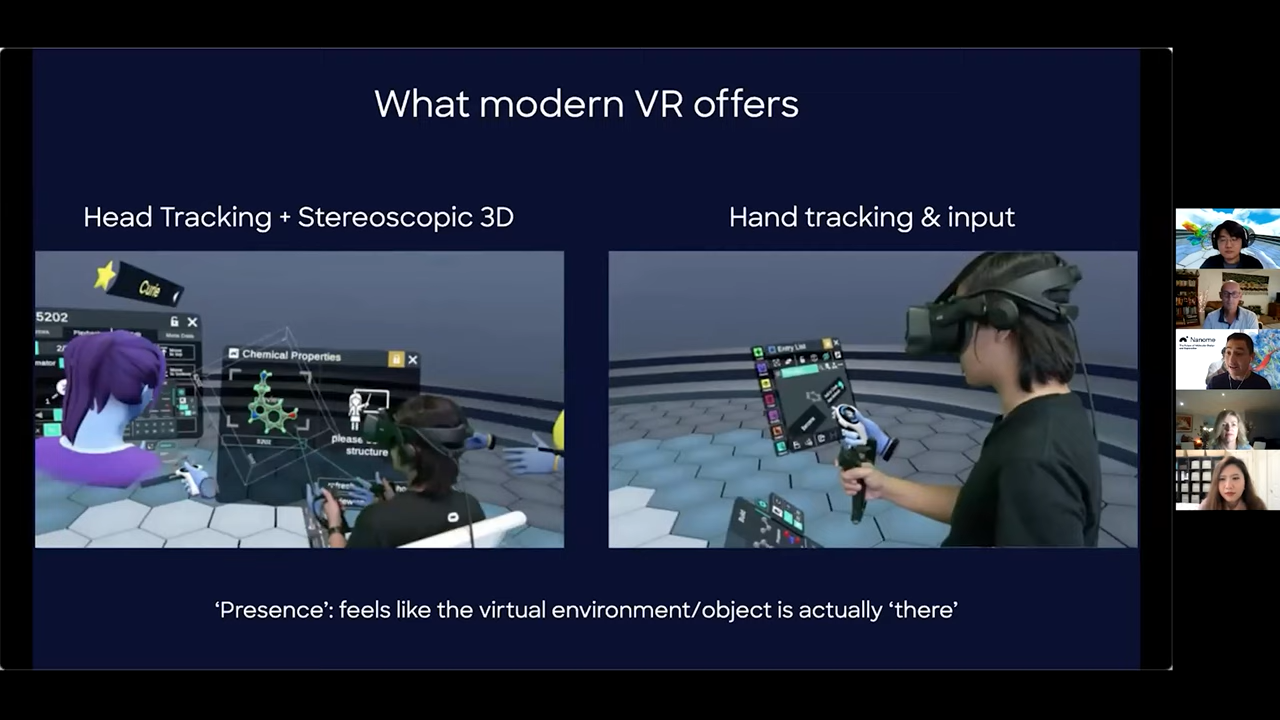 What modern VR offers
Head Tracking + Stereoscopic 3D
Hand tracking & input
Curie
5202
Chemical Properties
5202
please
structure
Entry List
'Presence': feels like the virtual environment/object is actually 'there'
Nanome